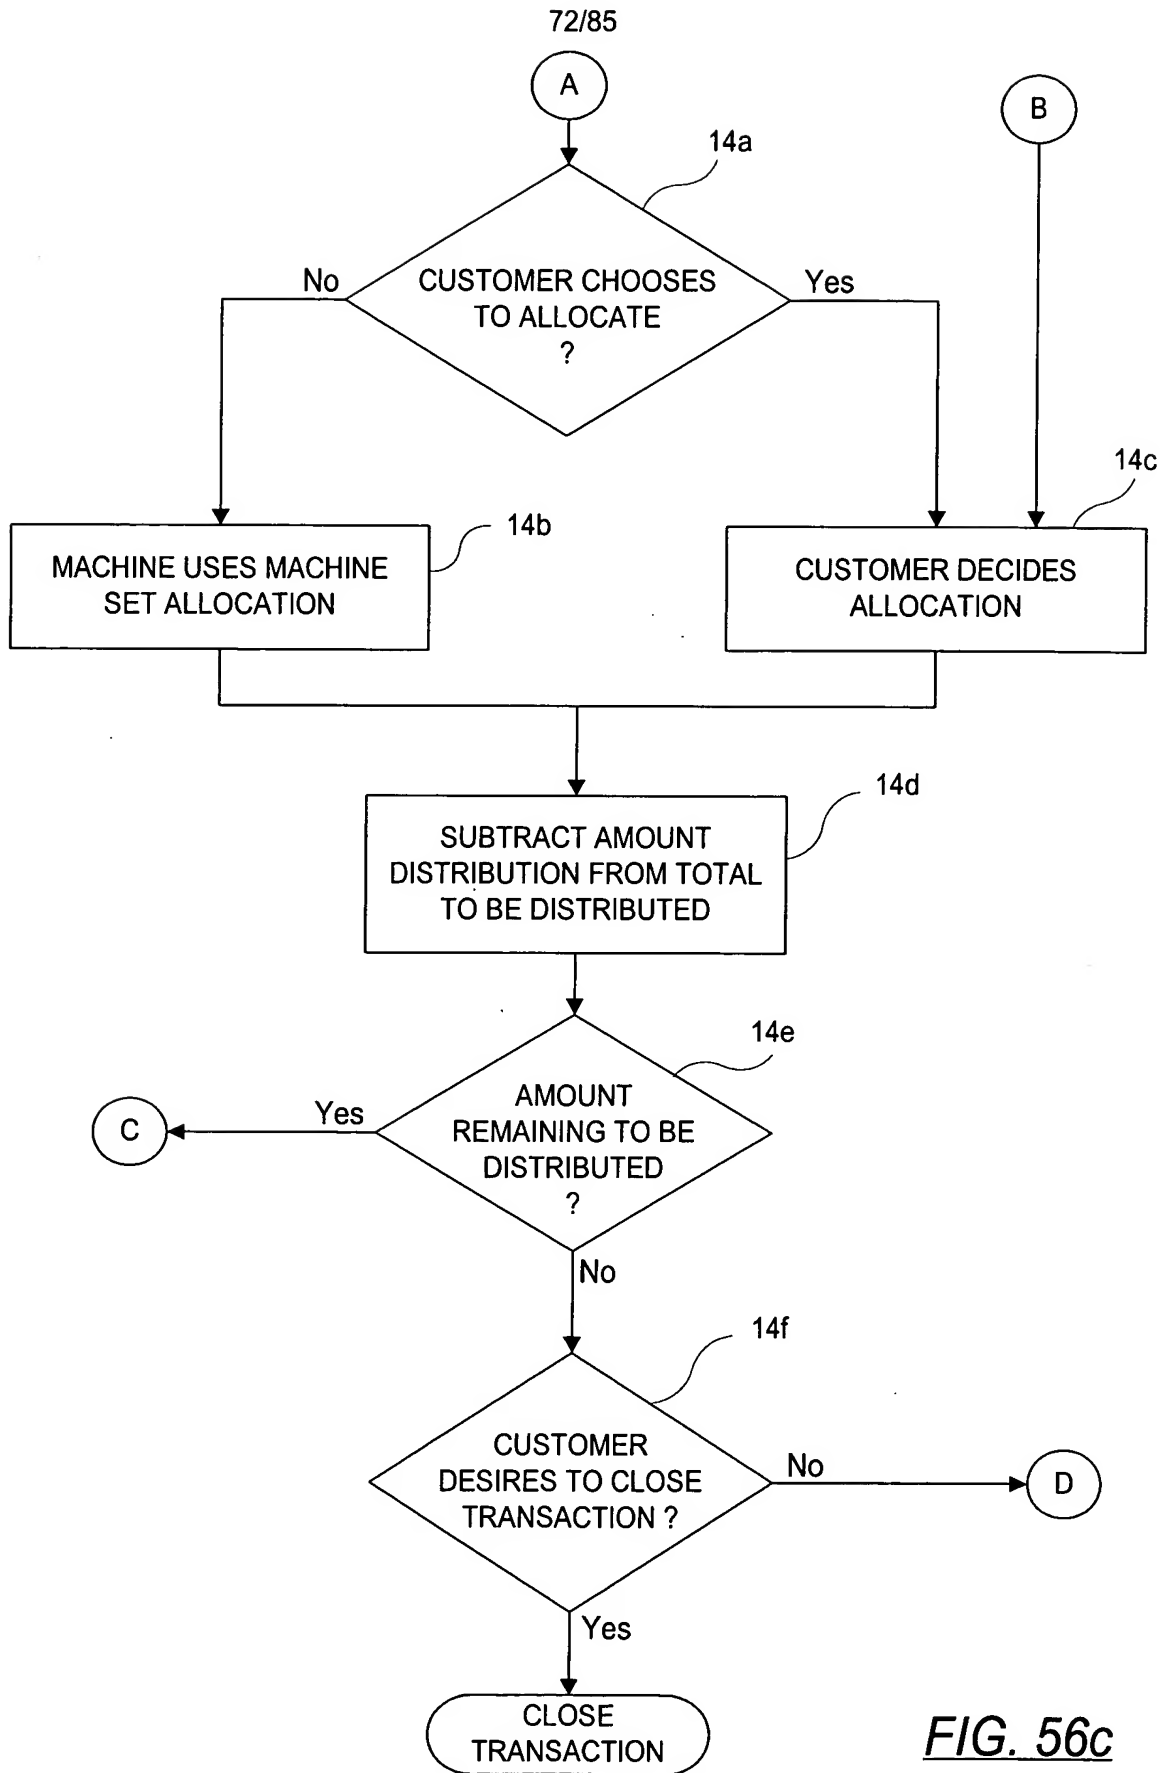 72/85
A
B
14a
No
CUSTOMER CHOOSES
TO ALLOCATE
?
Yes
14c
14b
MACHINE USES MACHINE
SET ALLOCATION
CUSTOMER DECIDES
ALLOCATION
14d
SUBTRACT AMOUNT
DISTRIBUTION FROM TOTAL
TO BE DISTRIBUTED
14e
C
Yes
AMOUNT
REMAINING TO BE
DISTRIBUTED
?
No
14f
CUSTOMER
DESIRES TO CLOSE
TRANSACTION ?
No
D
Yes
CLOSE
TRANSACTION
FIG. 56c